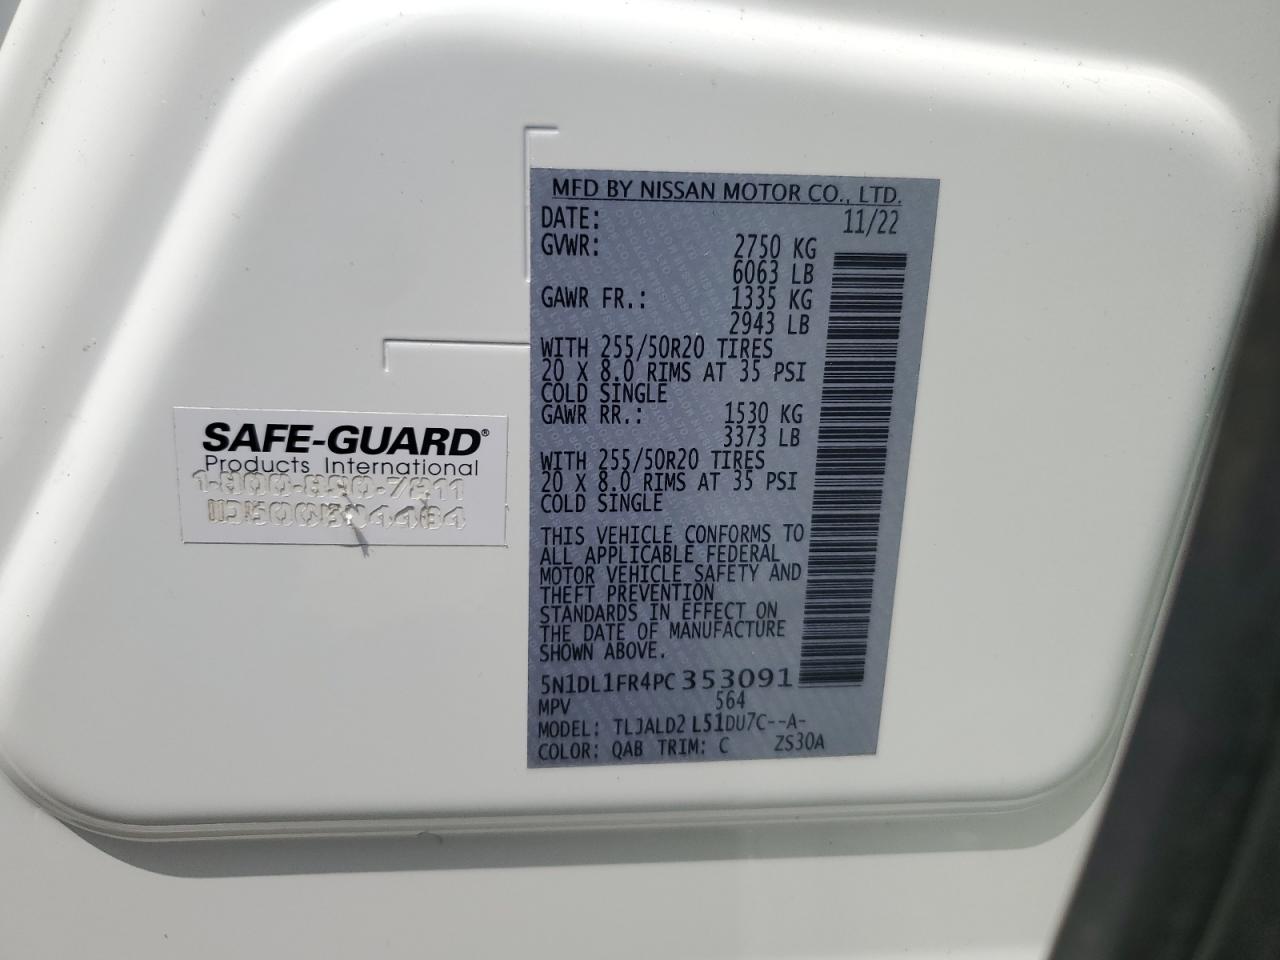 MFD BY NISSAN MOTOR CO., LTD.
DATE: 11/22
GVWR: 2750 KG
6063 LB
GAWR FR.: 1335 KG
2943 LB
WITH 255/50R20 TIRES
20 X 8.0 RIMS AT 35 PSI
COLD SINGLE
GAWR RR.: 1530 KG
3373 LB
WITH 255/50R20 TIRES
20 X 8.0 RIMS AT 35 PSI
COLD SINGLE
THIS VEHICLE CONFORMS TO
ALL APPLICABLE FEDERAL
MOTOR VEHICLE SAFETY AND
THEFT PREVENTION
STANDARDS IN EFFECT ON
THE DATE OF MANUFACTURE
SHOWN ABOVE.
5N1DL1FR4PC 353091
MPV 564
MODEL: TLJALD2 L51DU7C--A-
COLOR: QAB TRIM: C ZS30A
SAFE-GUARD®
Products International